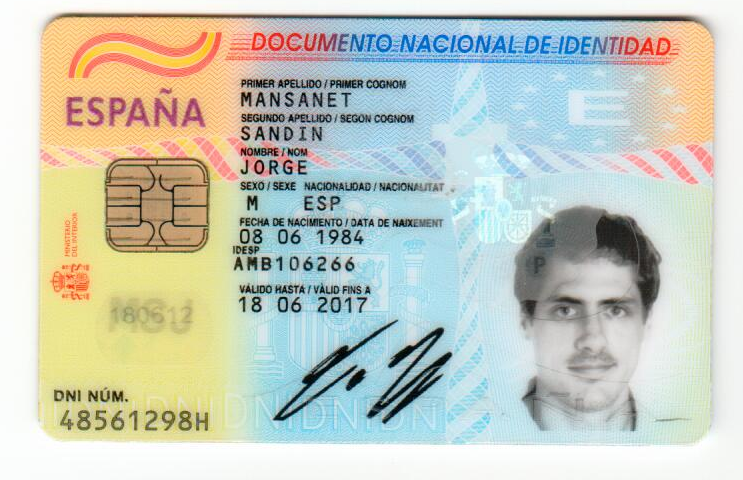 DOCUMENTO NACIONAL DE IDENTIDAD
ESPAÑA
PRIMER APELLIDO / PRIMER COGNOM
MANSANET
SEGUNDO APELLIDO / SEGON COGNOM
SANDIN
NOMBRE / NOM
JORGE
SEXO / SEXE NACIONALIDAD / NACIONALITAT
M ESP
FECHA DE NACIMIENTO / DATA DE NAIXEMENT
08 06 1984
IDESP
AMB106266
VÁLIDO HASTA / VÀLID FINS A
18 06 2017
MINISTERIO
DEL INTERIOR
180612
DNI NÚM.
48561298H
E